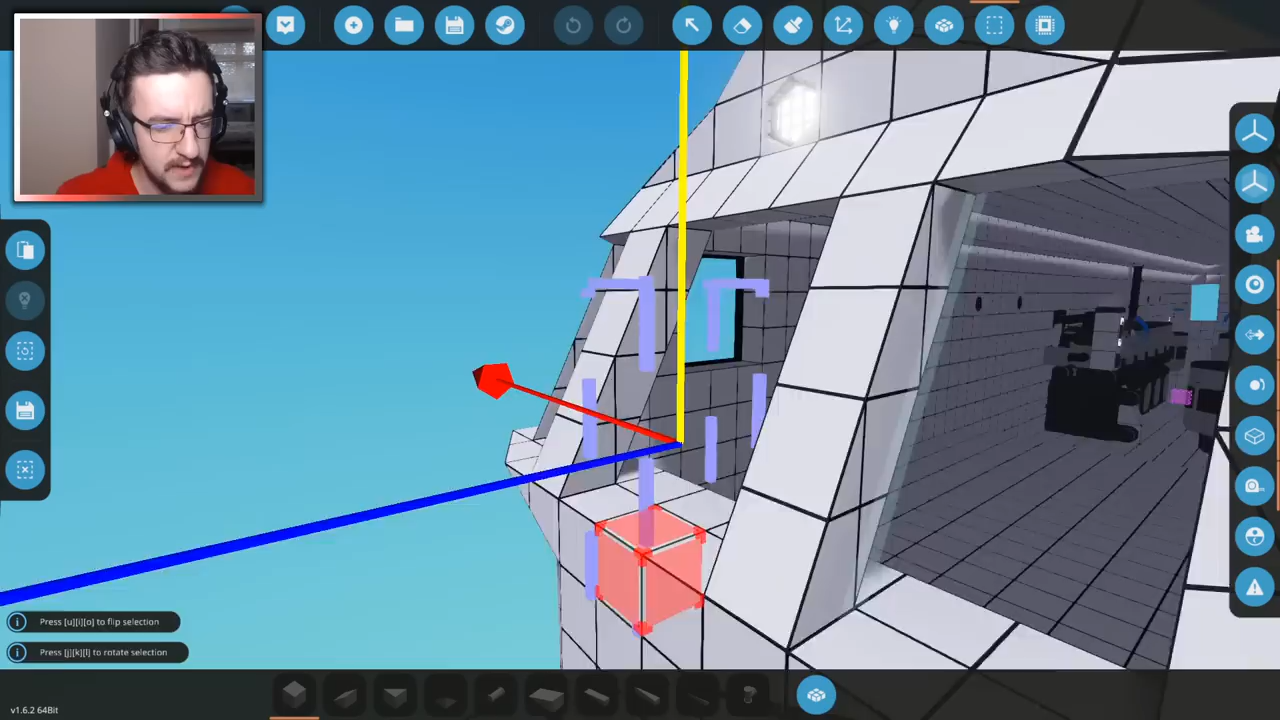 Press [u][i][o] to flip selection
Press [j][k][l] to rotate selection
v1.6.2 64Bit